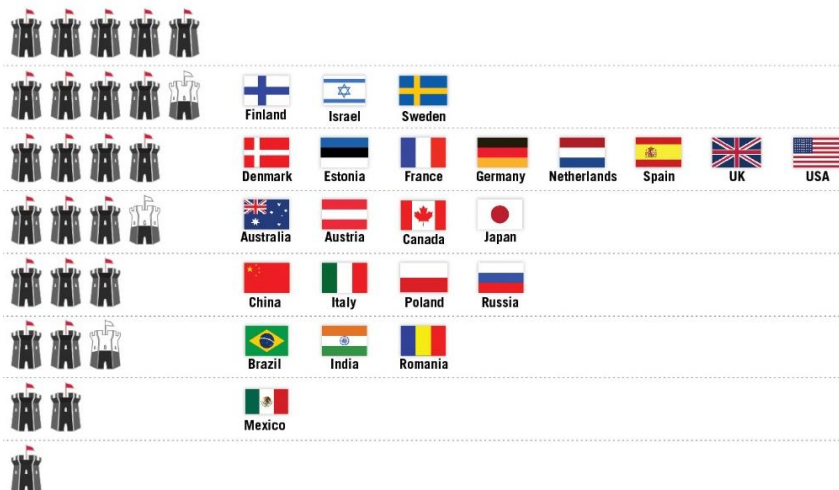 Finland Israel Sweden
Denmark Estonia France Germany Netherlands Spain UK USA
Australia Austria Canada Japan
China Italy Poland Russia
Brazil India Romania
Mexico